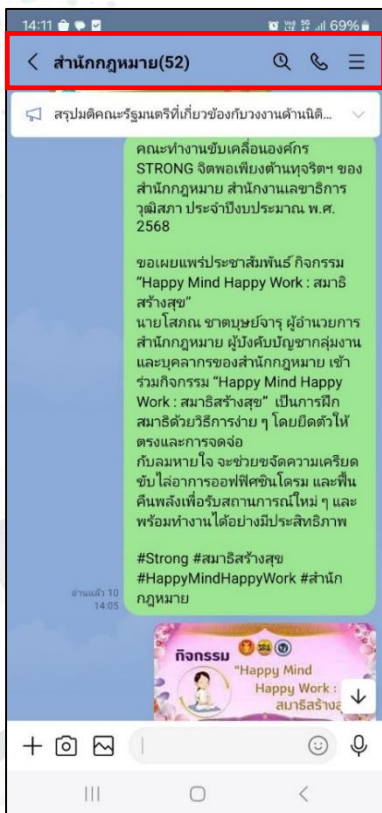 14:11 69%
สำนักกฎหมาย(52)
สรุปมติคณะรัฐมนตรีที่เกี่ยวข้องกับวงงานด้านนิติ...
คณะทำงานขับเคลื่อนองค์กร
STRONG จิตพอเพียงต้านทุจริตฯ ของ
สำนักกฎหมาย สำนักงานเลขาธิการ
วุฒิสภา ประจำปีงบประมาณ พ.ศ.
2568
ขอเผยแพร่ประชาสัมพันธ์ กิจกรรม
“Happy Mind Happy Work : สมาธิ
สร้างสุข”
นายโสภณ ชาตบุษย์จารุ ผู้อำนวยการ
สำนักกฎหมาย ผู้บังคับบัญชากลุ่มงาน
และบุคลากรของสำนักกฎหมาย เข้า
ร่วมกิจกรรม “Happy Mind Happy
Work : สมาธิสร้างสุข” เป็นการฝึก
สมาธิด้วยวิธีการง่าย ๆ โดยยืดตัวให้
ตรงและการจดจ่อ
กับลมหายใจ จะช่วยขจัดความเครียด
ขับไล่อาการออฟฟิศซินโดรม และฟื้น
คืนพลังเพื่อรับสถานการณ์ใหม่ ๆ และ
พร้อมทำงานได้อย่างมีประสิทธิภาพ
#Strong #สมาธิสร้างสุข
#HappyMindHappyWork #สำนัก
กฎหมาย
อ่านแล้ว 10
14:05
กิจกรรม
“Happy Mind
Happy Work :
สมาธิสร้างสุ